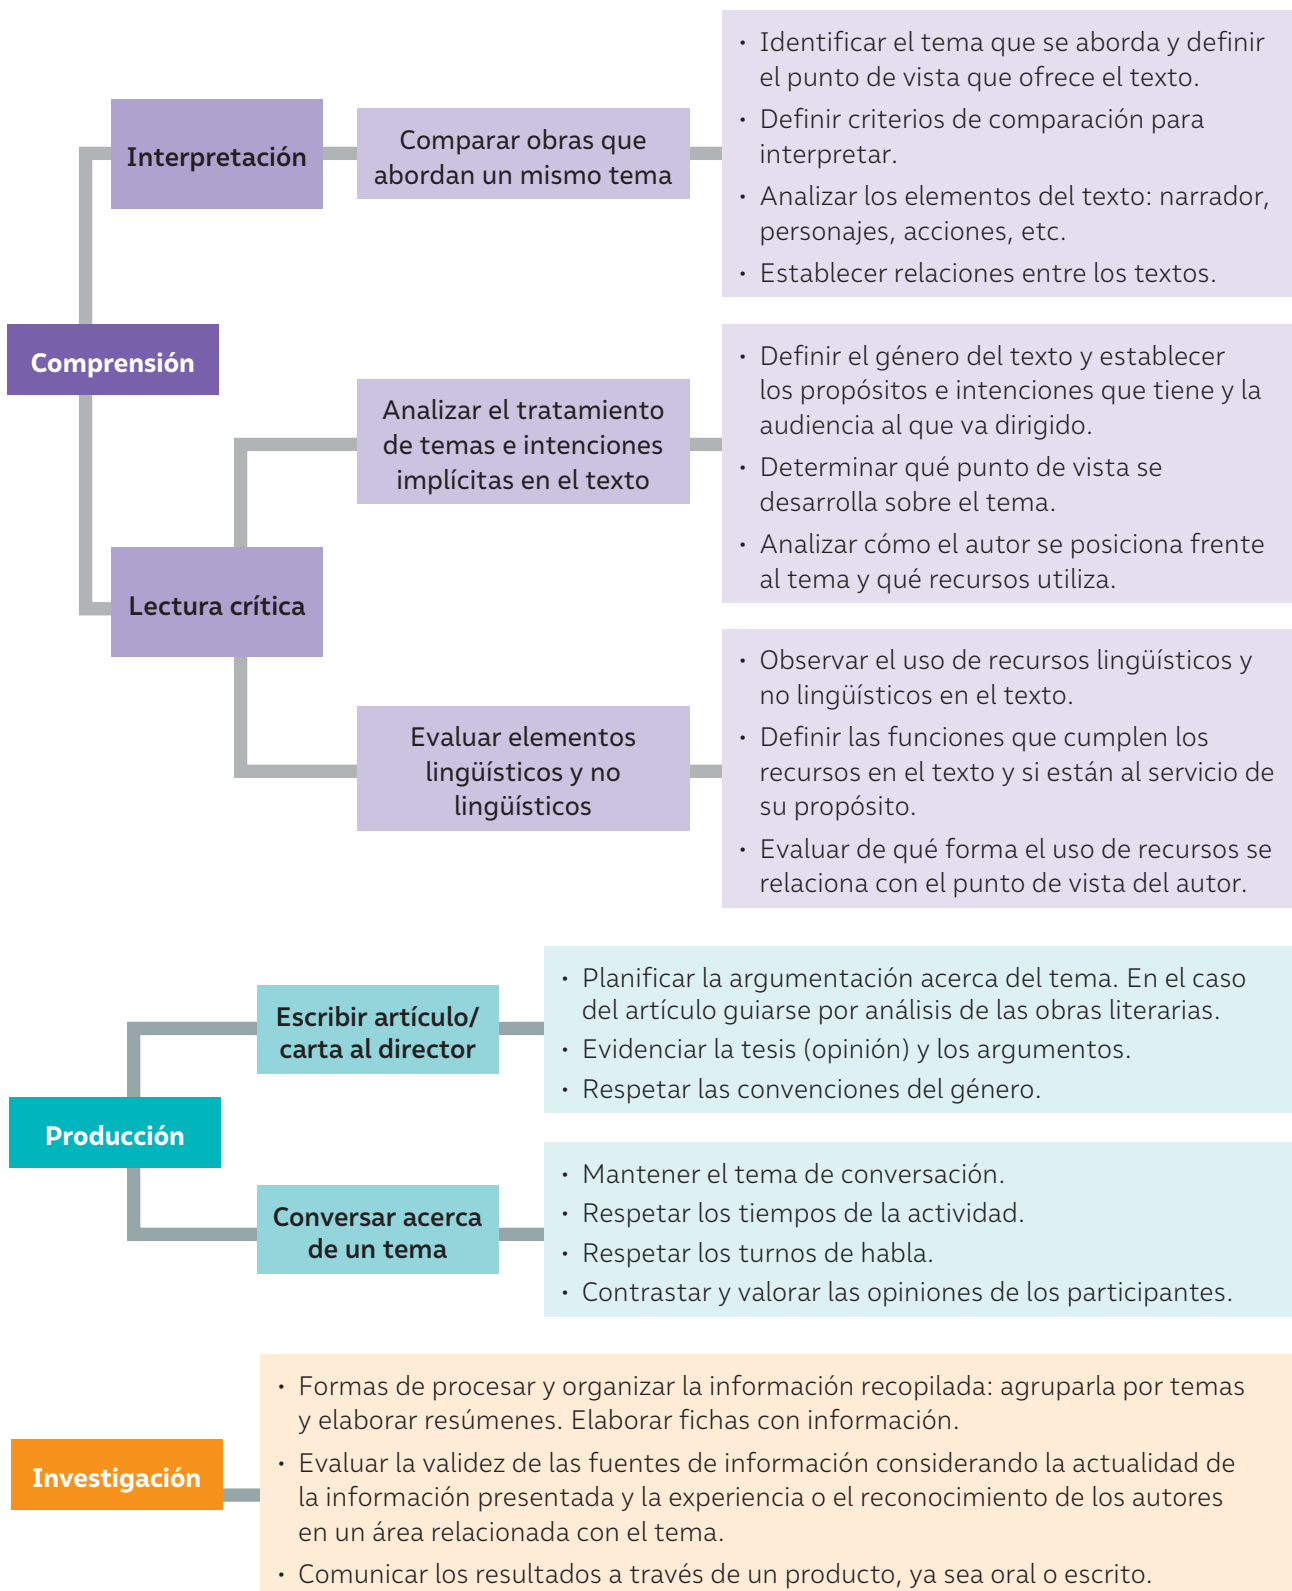 Comprensión
Interpretación
Comparar obras que
abordan un mismo tema
• Identificar el tema que se aborda y definir
el punto de vista que ofrece el texto.
• Definir criterios de comparación para
interpretar.
• Analizar los elementos del texto: narrador,
personajes, acciones, etc.
• Establecer relaciones entre los textos.
Lectura crítica
Analizar el tratamiento
de temas e intenciones
implícitas en el texto
• Definir el género del texto y establecer
los propósitos e intenciones que tiene y la
audiencia al que va dirigido.
• Determinar qué punto de vista se
desarrolla sobre el tema.
• Analizar cómo el autor se posiciona frente
al tema y qué recursos utiliza.
Evaluar elementos
lingüísticos y no
lingüísticos
• Observar el uso de recursos lingüísticos y
no lingüísticos en el texto.
• Definir las funciones que cumplen los
recursos en el texto y si están al servicio de
su propósito.
• Evaluar de qué forma el uso de recursos se
relaciona con el punto de vista del autor.
Producción
Escribir artículo/
carta al director
• Planificar la argumentación acerca del tema. En el caso
del artículo guiarse por análisis de las obras literarias.
• Evidenciar la tesis (opinión) y los argumentos.
• Respetar las convenciones del género.
Conversar acerca
de un tema
• Mantener el tema de conversación.
• Respetar los tiempos de la actividad.
• Respetar los turnos de habla.
• Contrastar y valorar las opiniones de los participantes.
Investigación
• Formas de procesar y organizar la información recopilada: agruparla por temas
y elaborar resúmenes. Elaborar fichas con información.
• Evaluar la validez de las fuentes de información considerando la actualidad de
la información presentada y la experiencia o el reconocimiento de los autores
en un área relacionada con el tema.
• Comunicar los resultados a través de un producto, ya sea oral o escrito.